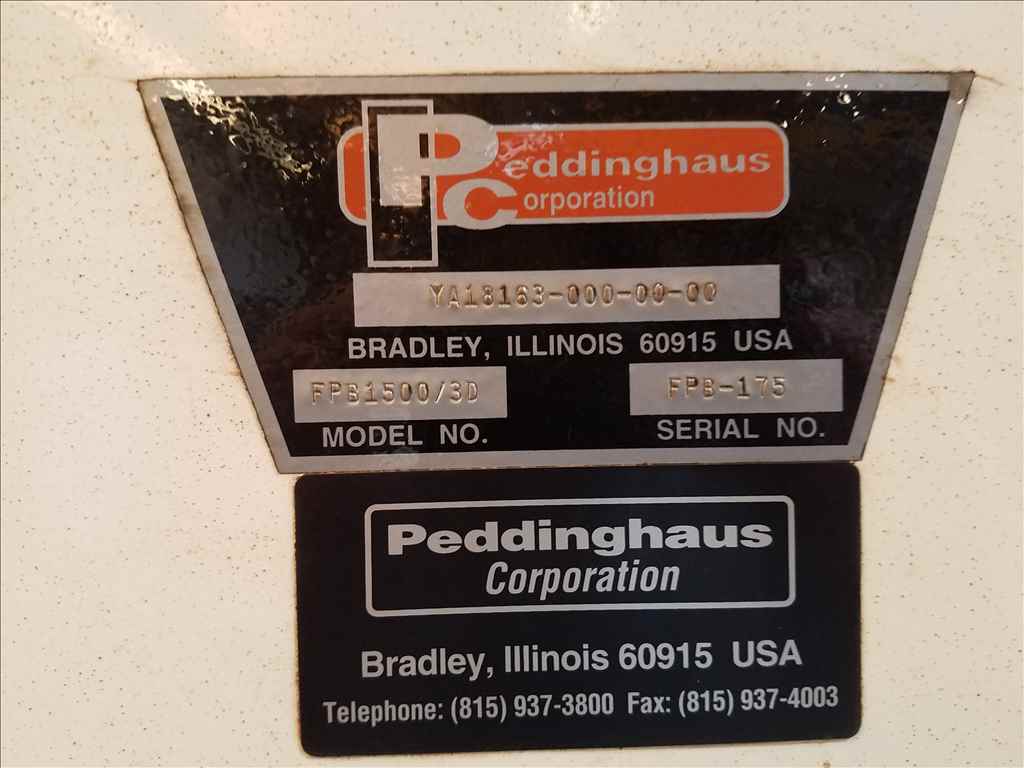 Peddinghaus
Corporation
YA18163-000-00-00
BRADLEY, ILLINOIS 60915 USA
FPB1500/3D FPB-175
MODEL NO. SERIAL NO.
Peddinghaus
Corporation
Bradley, Illinois 60915 USA
Telephone: (815) 937-3800 Fax: (815) 937-4003